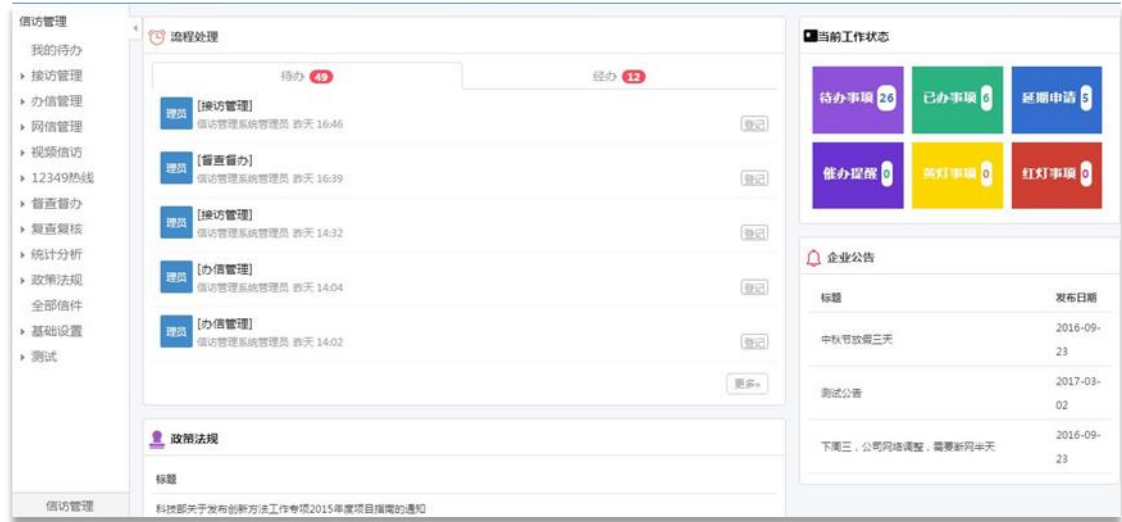 信访管理
我的待办
接访管理
办信管理
网信管理
视频信访
12349热线
督查督办
复查复核
统计分析
政策法规
全部信件
基础设置
测试
信访管理
流程处理
待办 49
经办 12
理员
[接访管理]
信访管理系统管理员 昨天 16:46
登记
理员
[督查督办]
信访管理系统管理员 昨天 16:39
登记
理员
[接访管理]
信访管理系统管理员 昨天 14:32
登记
理员
[办信管理]
信访管理系统管理员 昨天 14:04
登记
理员
[办信管理]
信访管理系统管理员 昨天 14:02
登记
更多»
政策法规
标题
科技部关于发布创新方法工作专项2015年度项目指南的通知
当前工作状态
待办事项 26
已办事项 6
延期申请 5
催办提醒 0
黄灯事项 0
红灯事项 0
企业公告
标题 发布日期
中秋节放假三天
2016-09-
23
测试公告
2017-03-
02
下周三，公司网络调整，需要断网半天
2016-09-
23